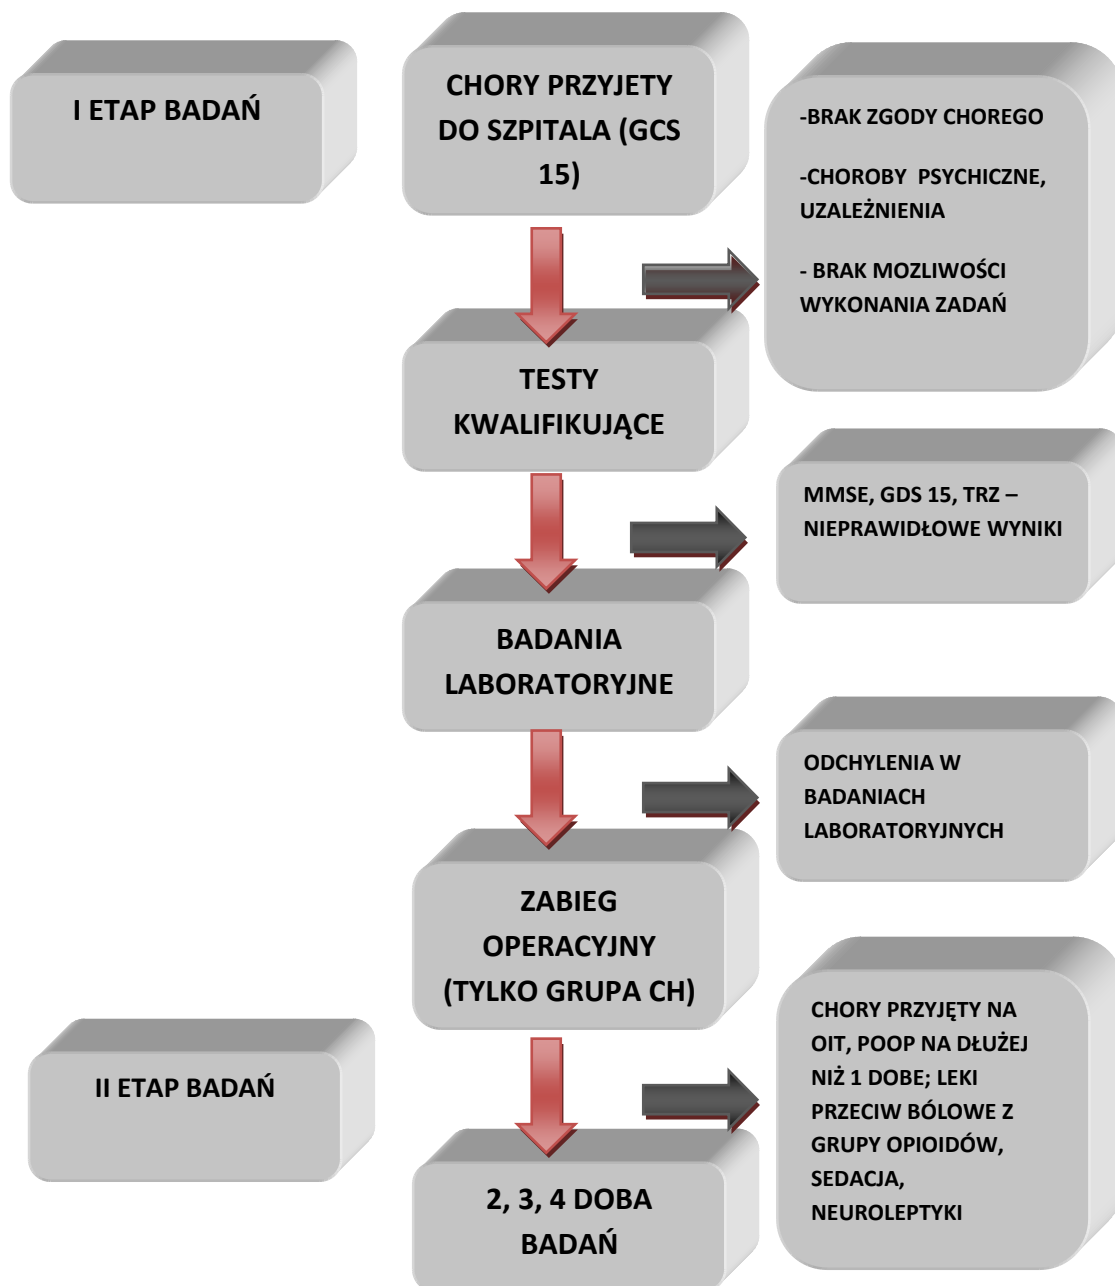 I ETAP BADAŃ
CHORY PRZYJETY
DO SZPITALA (GCS
15)
-BRAK ZGODY CHOREGO
-CHOROBY PSYCHICZNE,
UZALEŻNIENIA
- BRAK MOZLIWOŚCI
WYKONANIA ZADAŃ
TESTY
KWALIFIKUJĄCE
MMSE, GDS 15, TRZ –
NIEPRAWIDŁOWE WYNIKI
BADANIA
LABORATORYJNE
ODCHYLENIA W
BADANIACH
LABORATORYJNYCH
ZABIEG
OPERACYJNY
(TYLKO GRUPA CH)
CHORY PRZYJĘTY NA
OIT, POOP NA DŁUŻEJ
NIŻ 1 DOBE; LEKI
PRZECIW BÓLOWE Z
GRUPY OPIOIDÓW,
SEDACJA,
NEUROLEPTYKI
II ETAP BADAŃ
2, 3, 4 DOBA
BADAŃ